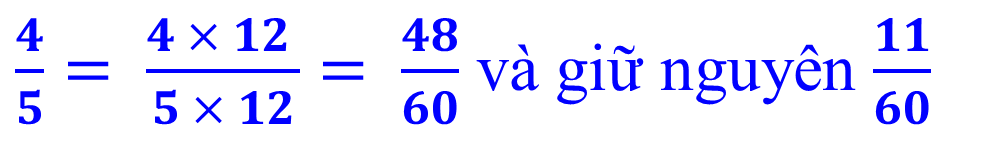 4/5 = (4 × 12)/(5 × 12) = 48/60 và giữ nguyên 11/60